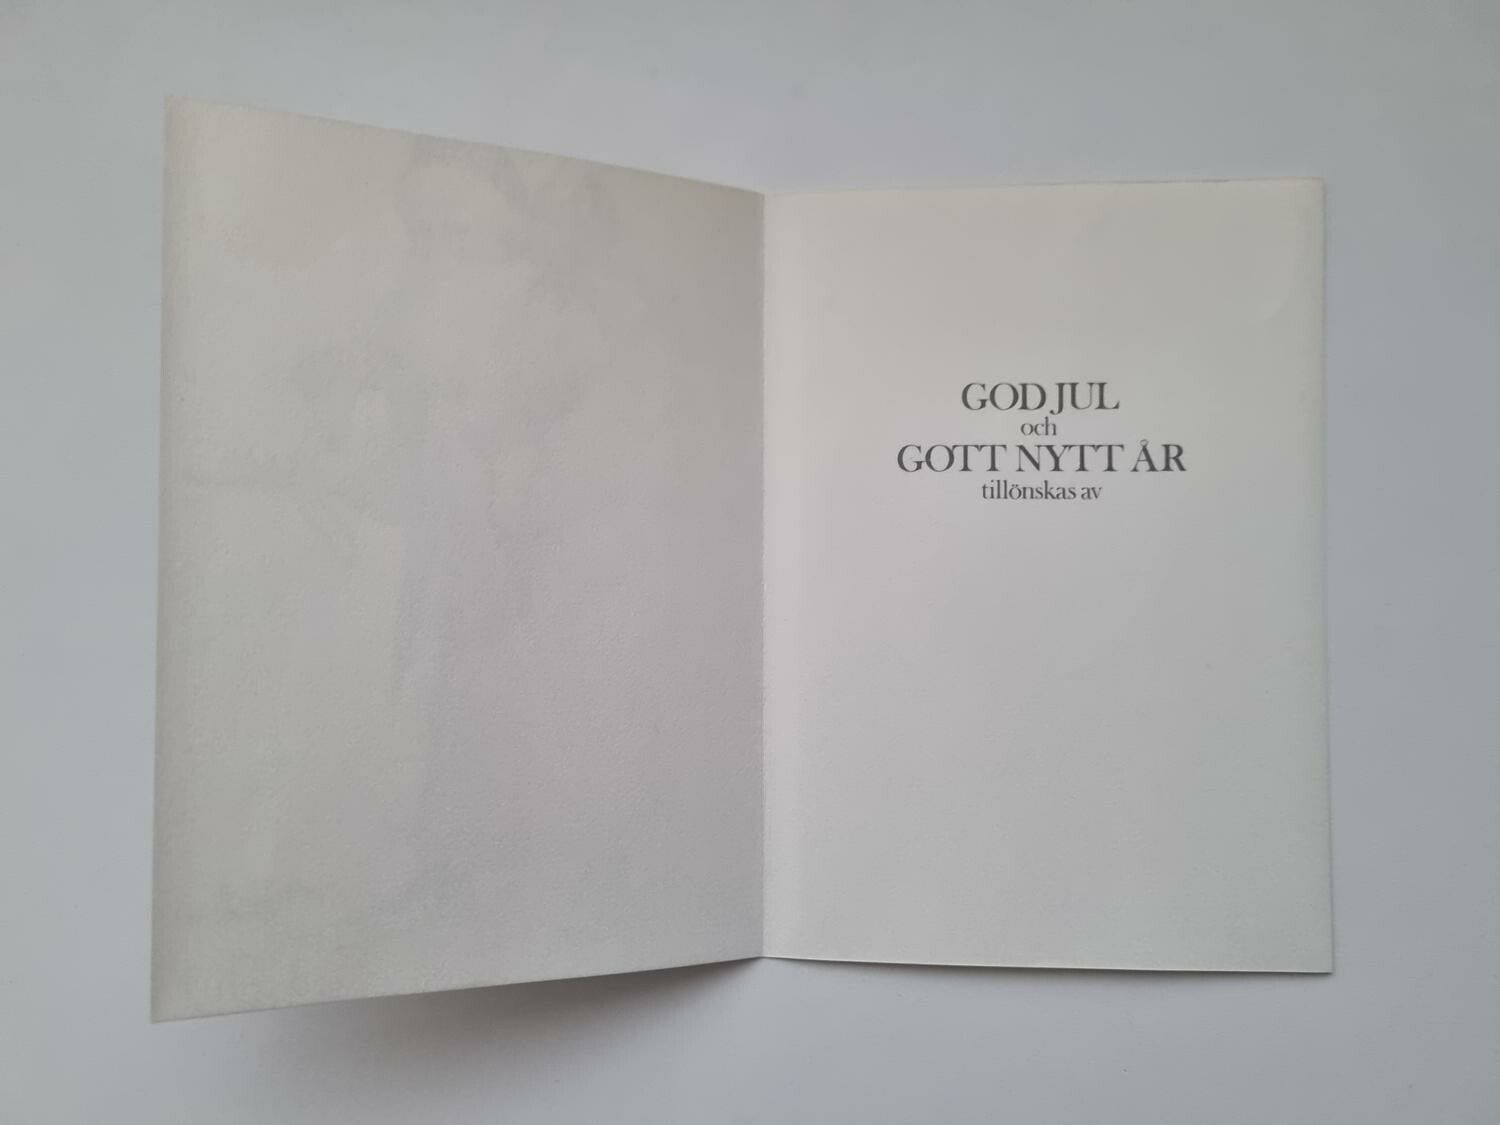 GOD JUL
och
GOTT NYTT ÅR
tillönskas av